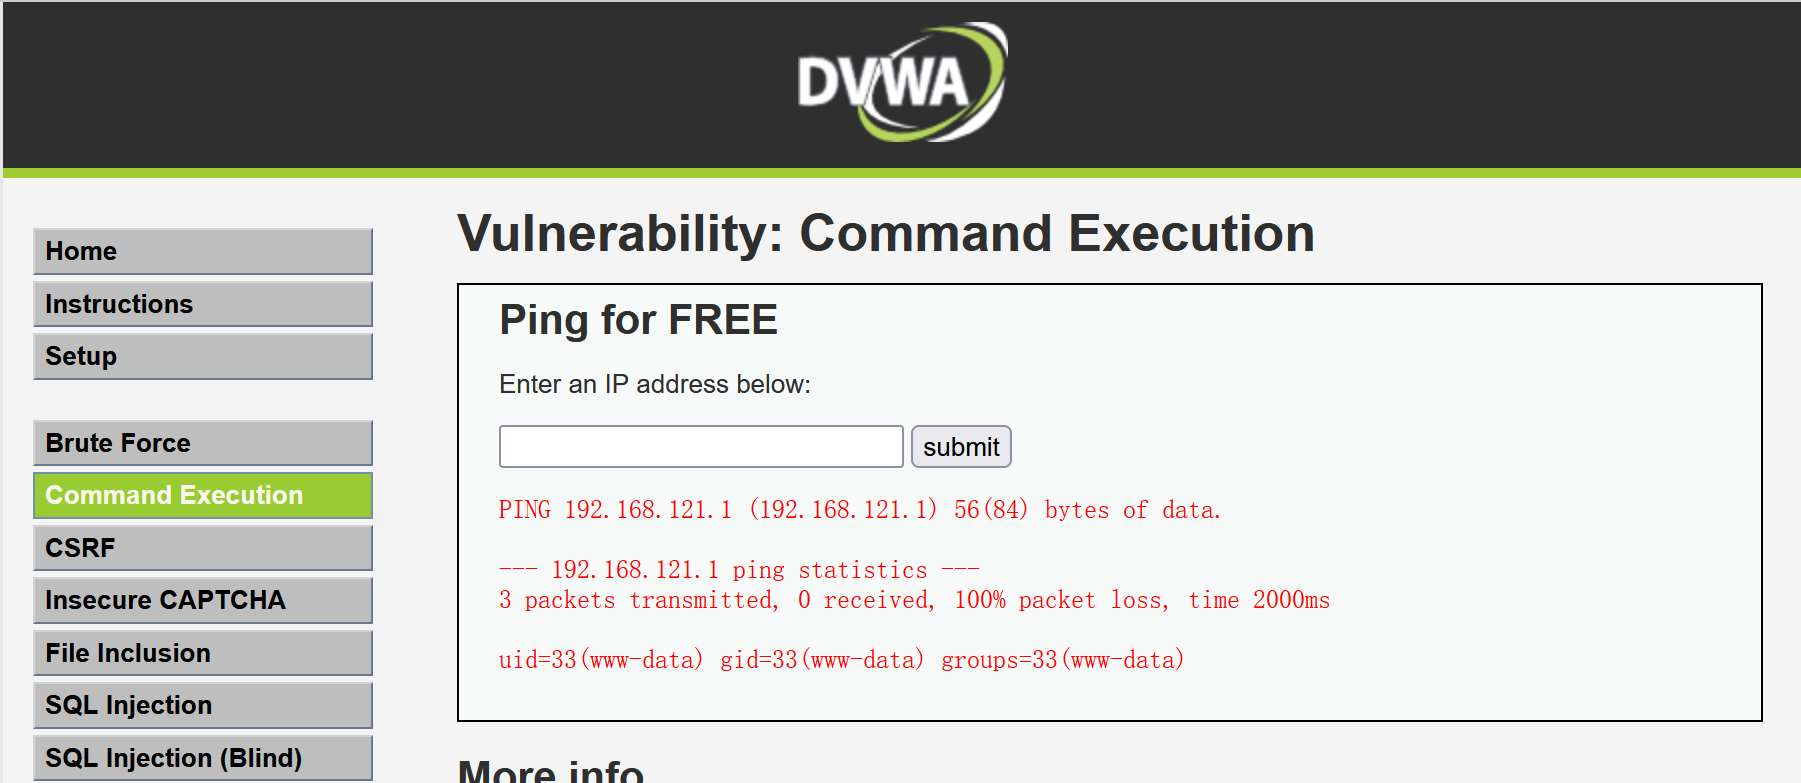 DVWA
Home
Instructions
Setup
Brute Force
Command Execution
CSRF
Insecure CAPTCHA
File Inclusion
SQL Injection
SQL Injection (Blind)
Vulnerability: Command Execution
Ping for FREE
Enter an IP address below:
submit
PING 192.168.121.1 (192.168.121.1) 56(84) bytes of data.
--- 192.168.121.1 ping statistics ---
3 packets transmitted, 0 received, 100% packet loss, time 2000ms
uid=33(www-data) gid=33(www-data) groups=33(www-data)
More info